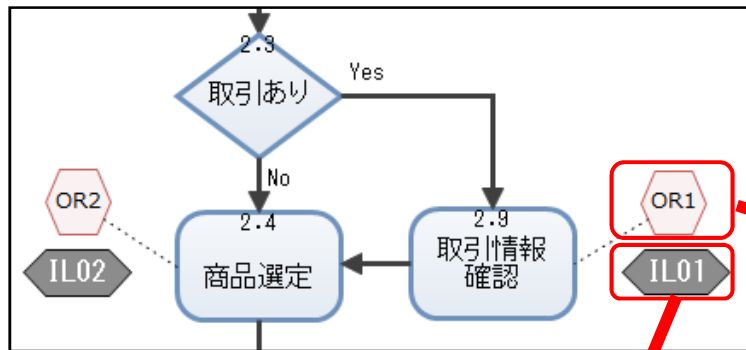 2.3
取引あり
Yes
No
OR2
2.4
2.9
OR1
IL02
商品選定
取引情報
確認
IL01